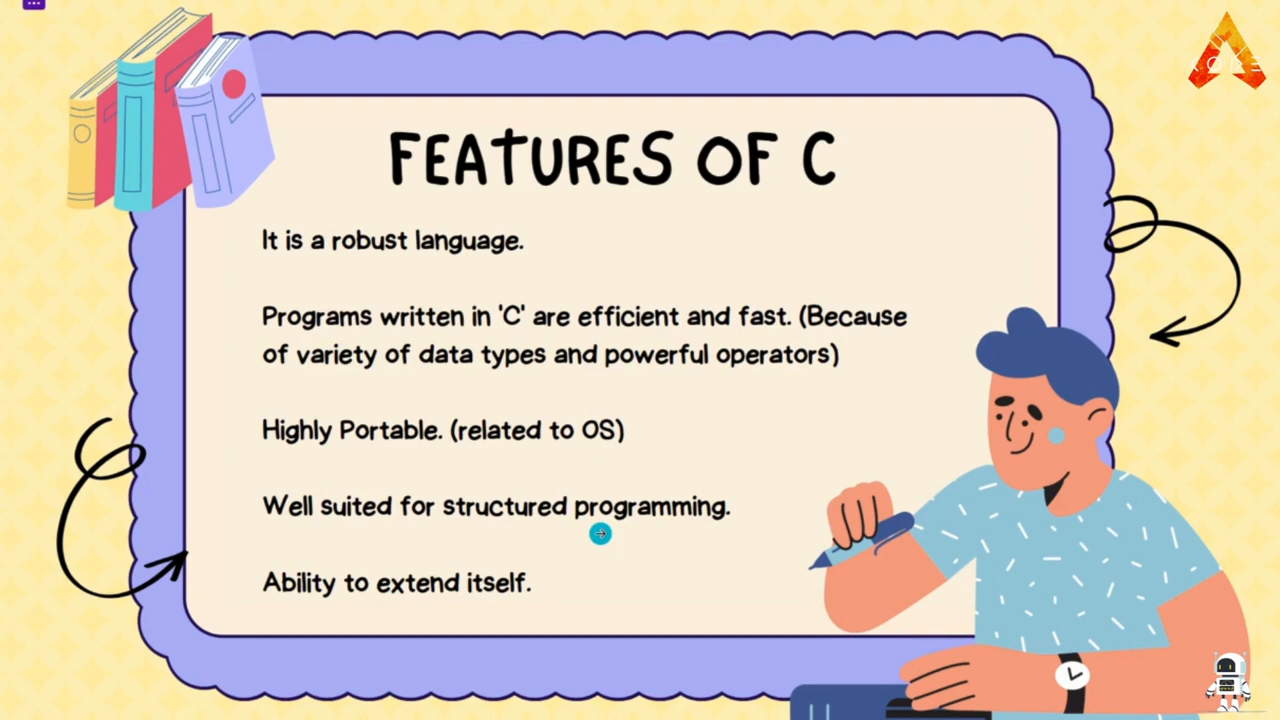 FEATURES OF C
It is a robust language.
Programs written in 'C' are efficient and fast. (Because
of variety of data types and powerful operators)
Highly Portable. (related to OS)
Well suited for structured programming.
Ability to extend itself.